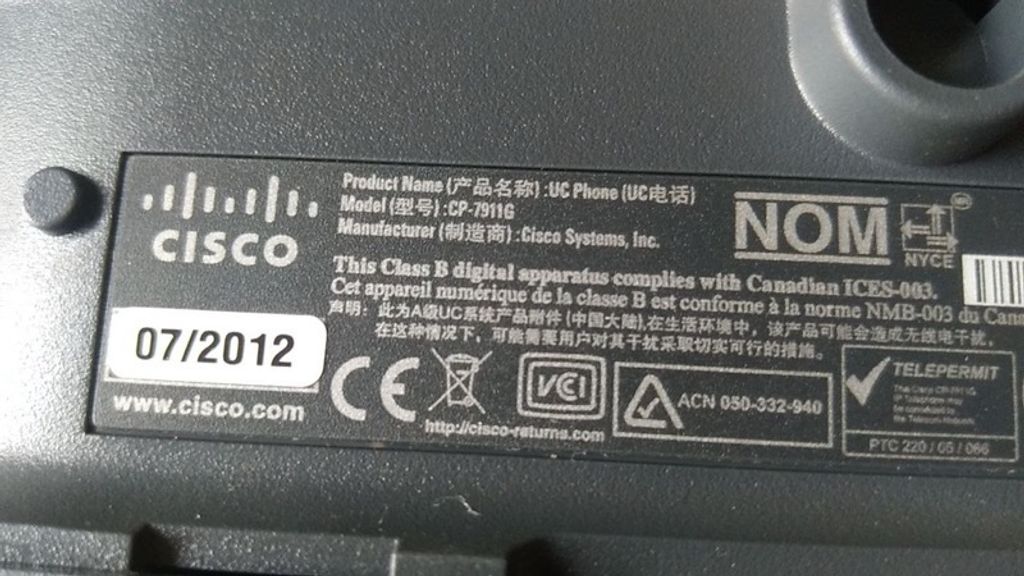 CISCO
07/2012
www.cisco.com
Product Name (产品名称) :UC Phone (UC电话)
Model (型号) :CP-7911G
Manufacturer (制造商) :Cisco Systems, Inc.
This Class B digital apparatus complies with Canadian ICES-003.
Cet appareil numérique de la classe B est conforme à la norme NMB-003 du Cana
声明: 此为A级UC系统产品附件 (中国大陆),在生活环境中, 该产品可能会造成无线电干扰,
在这种情况下, 可能需要用户对其干扰采取切实可行的措施。
NOM
NYCE
CE
http://cisco-returns.com
VCI
ACN 050-332-940
TELEPERMIT
PTC 220 / 05 / 066